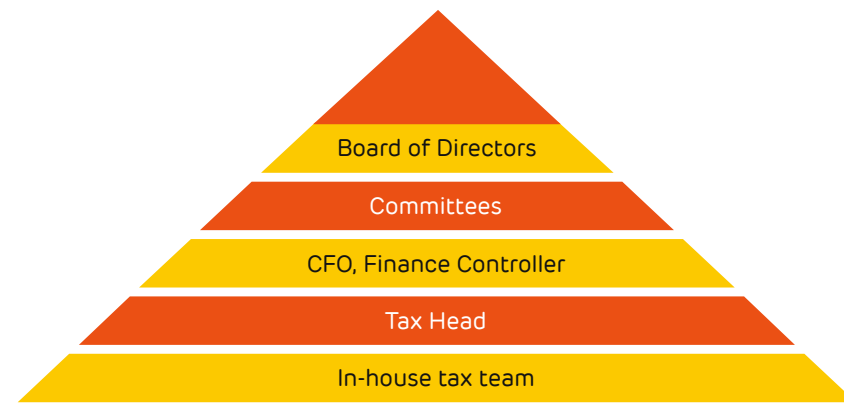 Board of Directors
Committees
CFO, Finance Controller
Tax Head
In-house tax team